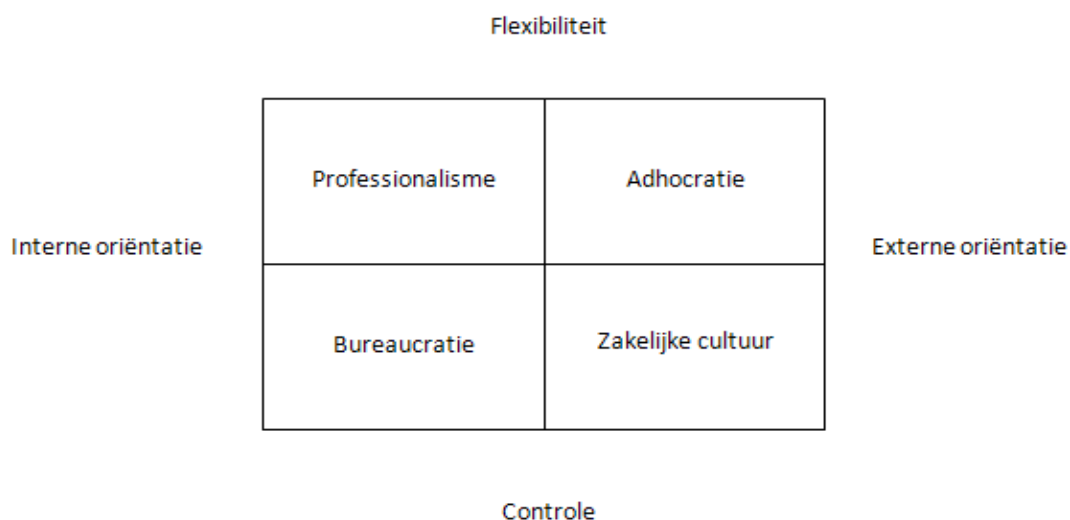 Flexibiliteit
Professionalisme
Adhocratie
Interne oriëntatie
Externe oriëntatie
Bureaucratie
Zakelijke cultuur
Controle